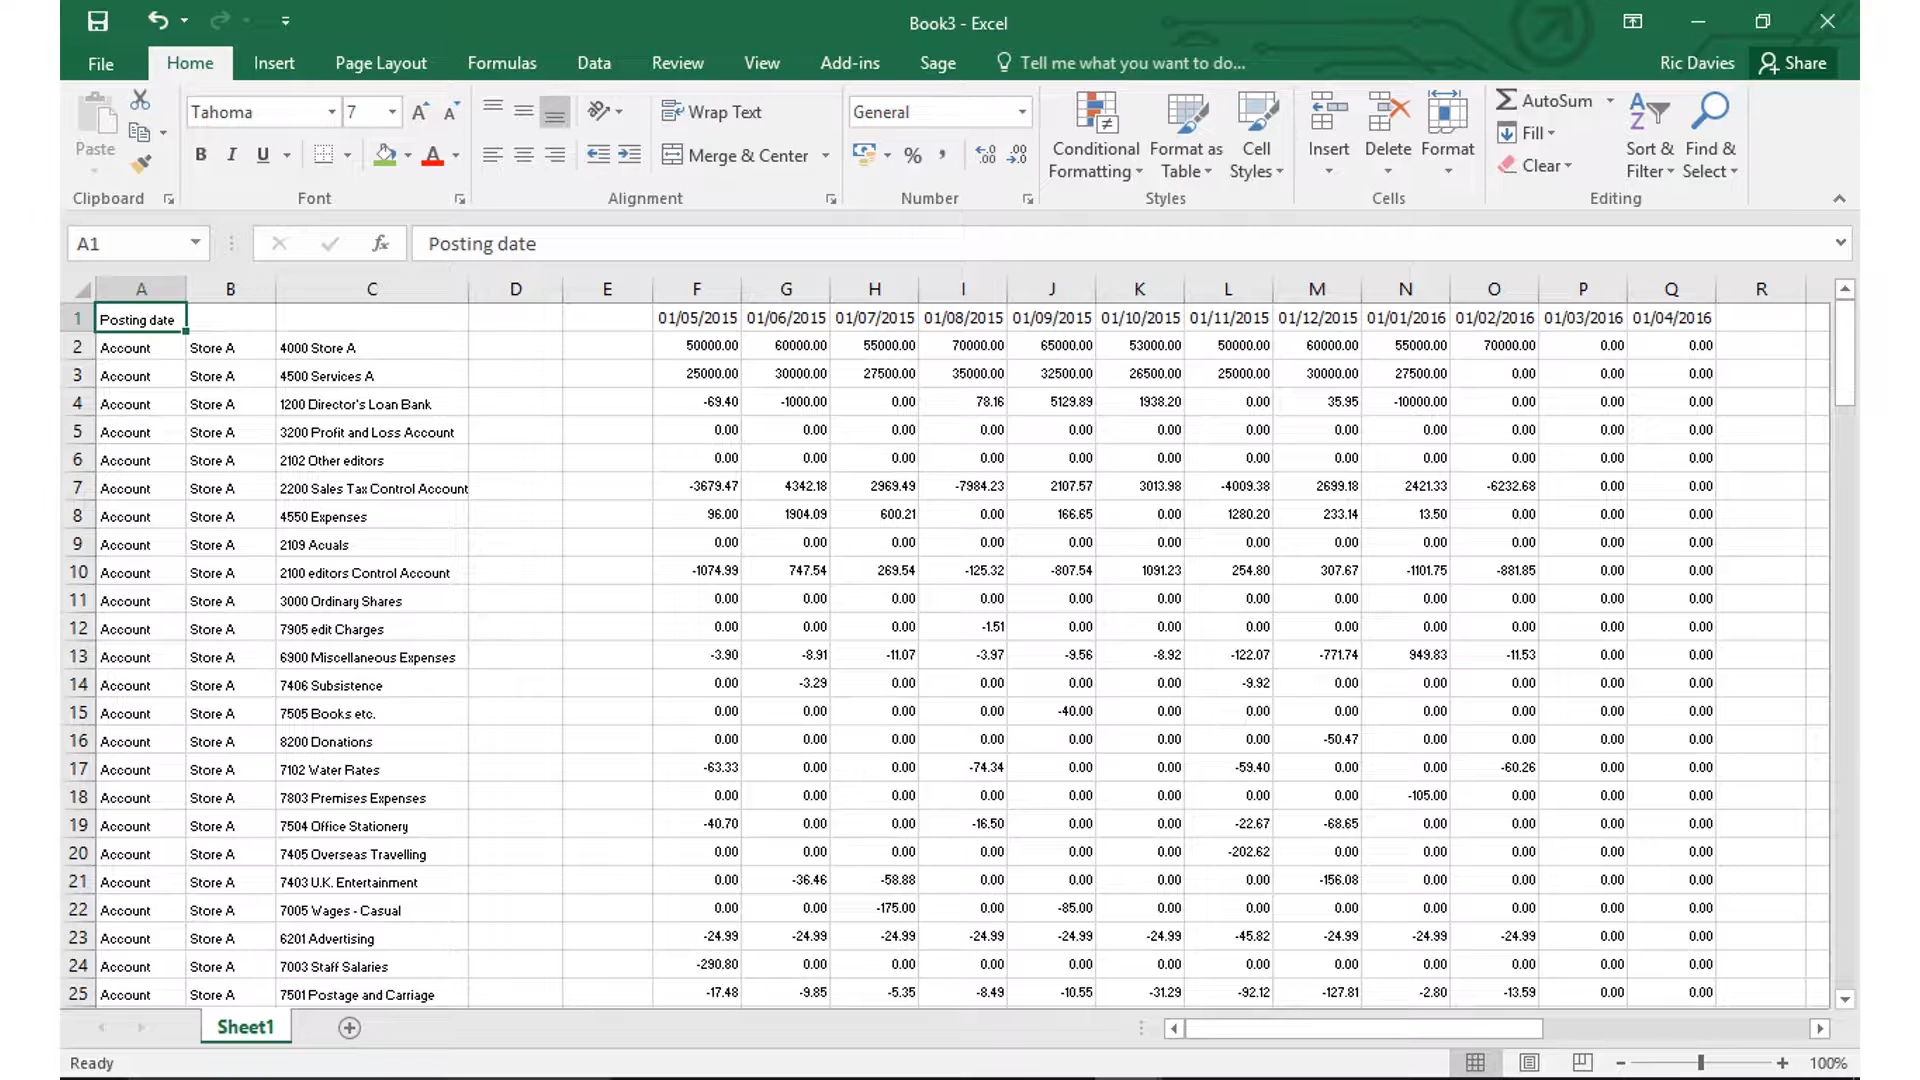 Book3 - Excel
File Home Insert Page Layout Formulas Data Review View Add-ins Sage Tell me what you want to do... Ric Davies Share
Paste
Clipboard
Tahoma 7
B I U A
Font
Wrap Text
Merge & Center
Alignment
General
% ,
Number
Conditional Formatting
Format as Table
Cell Styles
Styles
Insert Delete Format
Cells
AutoSum
Fill
Clear
Sort & Filter
Find & Select
Editing
A1 fx Posting date
A B C D E F G H I J K L M N O P Q R
1 Posting date 01/05/2015 01/06/2015 01/07/2015 01/08/2015 01/09/2015 01/10/2015 01/11/2015 01/12/2015 01/01/2016 01/02/2016 01/03/2016 01/04/2016
2 Account Store A 4000 Store A 50000.00 60000.00 55000.00 70000.00 65000.00 53000.00 50000.00 60000.00 55000.00 70000.00 0.00 0.00
3 Account Store A 4500 Services A 25000.00 30000.00 27500.00 35000.00 32500.00 26500.00 25000.00 30000.00 27500.00 0.00 0.00 0.00
4 Account Store A 1200 Director's Loan Bank -69.40 -1000.00 0.00 78.16 5129.89 1938.20 0.00 35.95 -10000.00 0.00 0.00 0.00
5 Account Store A 3200 Profit and Loss Account 0.00 0.00 0.00 0.00 0.00 0.00 0.00 0.00 0.00 0.00 0.00 0.00
6 Account Store A 2102 Other editors 0.00 0.00 0.00 0.00 0.00 0.00 0.00 0.00 0.00 0.00 0.00 0.00
7 Account Store A 2200 Sales Tax Control Account -3679.47 4342.18 2969.49 -7984.23 2107.57 3013.98 -4009.38 2699.18 2421.33 -6232.68 0.00 0.00
8 Account Store A 4550 Expenses 96.00 1904.09 600.21 0.00 166.65 0.00 1280.20 233.14 13.50 0.00 0.00 0.00
9 Account Store A 2109 Acuals 0.00 0.00 0.00 0.00 0.00 0.00 0.00 0.00 0.00 0.00 0.00 0.00
10 Account Store A 2100 editors Control Account -1074.99 747.54 269.54 -125.32 -807.54 1091.23 254.80 307.67 -1101.75 -881.85 0.00 0.00
11 Account Store A 3000 Ordinary Shares 0.00 0.00 0.00 0.00 0.00 0.00 0.00 0.00 0.00 0.00 0.00 0.00
12 Account Store A 7905 edit Charges 0.00 0.00 0.00 -1.51 0.00 0.00 0.00 0.00 0.00 0.00 0.00 0.00
13 Account Store A 6900 Miscellaneous Expenses -3.90 -8.91 -11.07 -3.97 -9.56 -8.92 -122.07 -771.74 949.83 -11.53 0.00 0.00
14 Account Store A 7406 Subsistence 0.00 -3.29 0.00 0.00 0.00 0.00 -9.92 0.00 0.00 0.00 0.00 0.00
15 Account Store A 7505 Books etc. 0.00 0.00 0.00 0.00 -40.00 0.00 0.00 0.00 0.00 0.00 0.00 0.00
16 Account Store A 8200 Donations 0.00 0.00 0.00 0.00 0.00 0.00 0.00 -50.47 0.00 0.00 0.00 0.00
17 Account Store A 7102 Water Rates -63.33 0.00 0.00 -74.34 0.00 0.00 -59.40 0.00 0.00 -60.26 0.00 0.00
18 Account Store A 7803 Premises Expenses 0.00 0.00 0.00 0.00 0.00 0.00 0.00 0.00 -105.00 0.00 0.00 0.00
19 Account Store A 7504 Office Stationery -40.70 0.00 0.00 -16.50 0.00 0.00 -22.67 -68.65 0.00 0.00 0.00 0.00
20 Account Store A 7405 Overseas Travelling 0.00 0.00 0.00 0.00 0.00 0.00 -202.62 0.00 0.00 0.00 0.00 0.00
21 Account Store A 7403 U.K. Entertainment 0.00 -36.46 -58.88 0.00 0.00 0.00 0.00 -156.08 0.00 0.00 0.00 0.00
22 Account Store A 7005 Wages - Casual 0.00 0.00 -175.00 0.00 -85.00 0.00 0.00 0.00 0.00 0.00 0.00 0.00
23 Account Store A 6201 Advertising -24.99 -24.99 -24.99 -24.99 -24.99 -24.99 -45.82 -24.99 -24.99 -24.99 0.00 0.00
24 Account Store A 7003 Staff Salaries -290.80 0.00 0.00 0.00 0.00 0.00 0.00 0.00 0.00 0.00 0.00 0.00
25 Account Store A 7501 Postage and Carriage -17.48 -9.85 -5.35 -8.49 -10.55 -31.29 -92.12 -127.81 -2.80 -13.59 0.00 0.00
Sheet1
Ready 100%